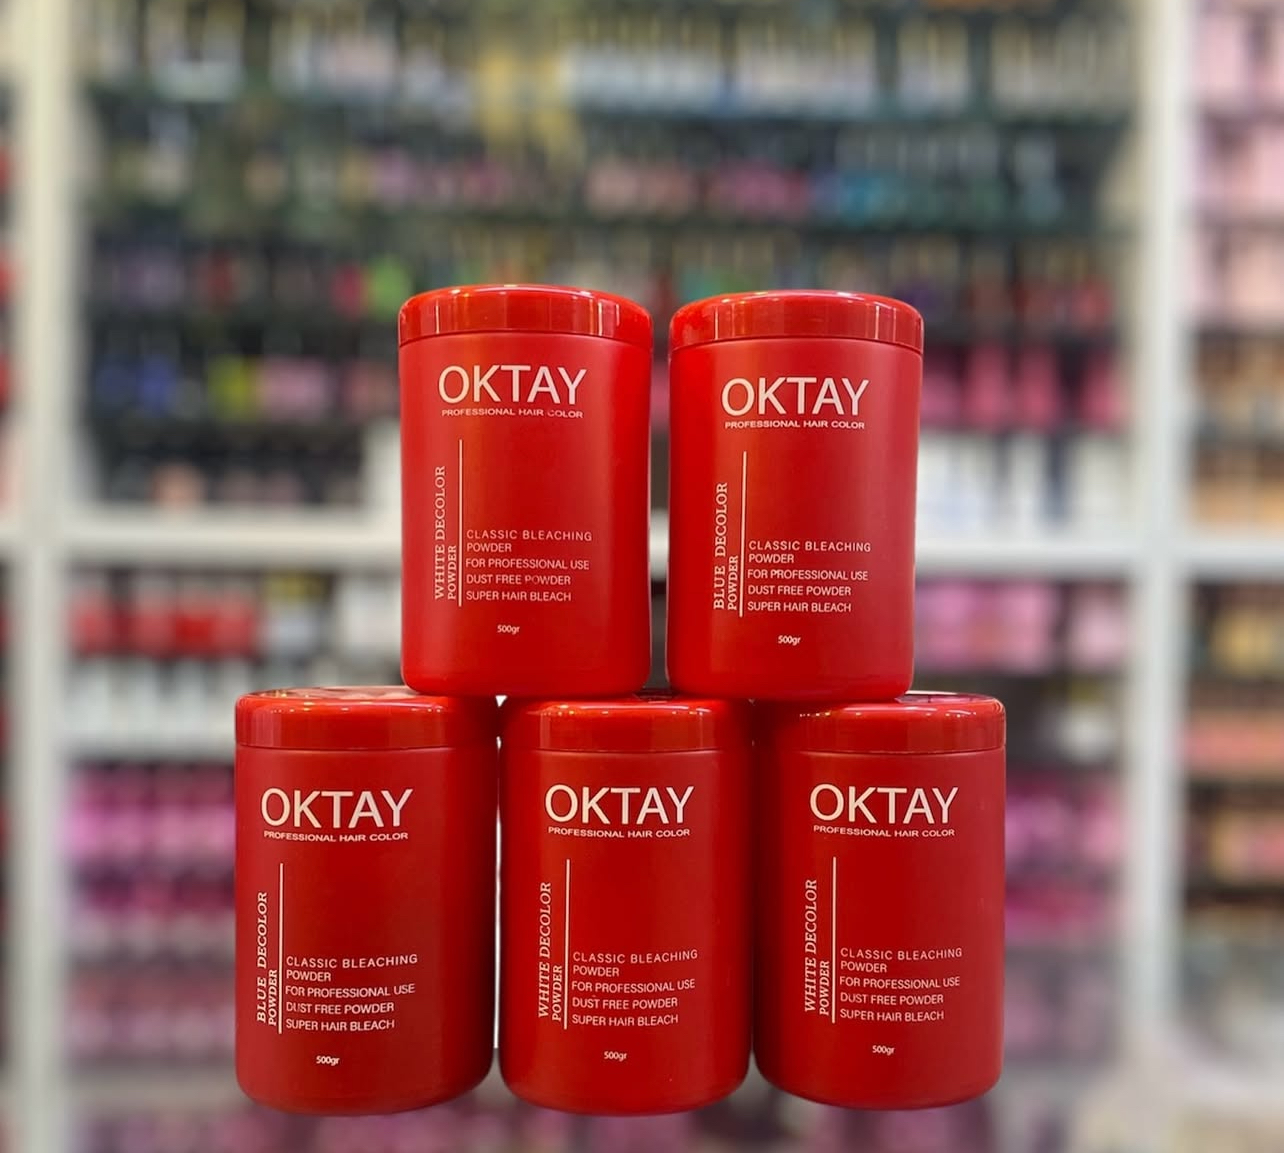 OKTAY
PROFESSIONAL HAIR COLOR
WHITE DECOLOR
POWDER
CLASSIC BLEACHING
POWDER
FOR PROFESSIONAL USE
DUST FREE POWDER
SUPER HAIR BLEACH
500gr
OKTAY
PROFESSIONAL HAIR COLOR
BLUE DECOLOR
POWDER
CLASSIC BLEACHING
POWDER
FOR PROFESSIONAL USE
DUST FREE POWDER
SUPER HAIR BLEACH
500gr
OKTAY
PROFESSIONAL HAIR COLOR
BLUE DECOLOR
POWDER
CLASSIC BLEACHING
POWDER
FOR PROFESSIONAL USE
DUST FREE POWDER
SUPER HAIR BLEACH
500gr
OKTAY
PROFESSIONAL HAIR COLOR
WHITE DECOLOR
POWDER
CLASSIC BLEACHING
POWDER
FOR PROFESSIONAL USE
DUST FREE POWDER
SUPER HAIR BLEACH
500gr
OKTAY
PROFESSIONAL HAIR COLOR
WHITE DECOLOR
POWDER
CLASSIC BLEACHING
POWDER
FOR PROFESSIONAL USE
DUST FREE POWDER
SUPER HAIR BLEACH
500gr